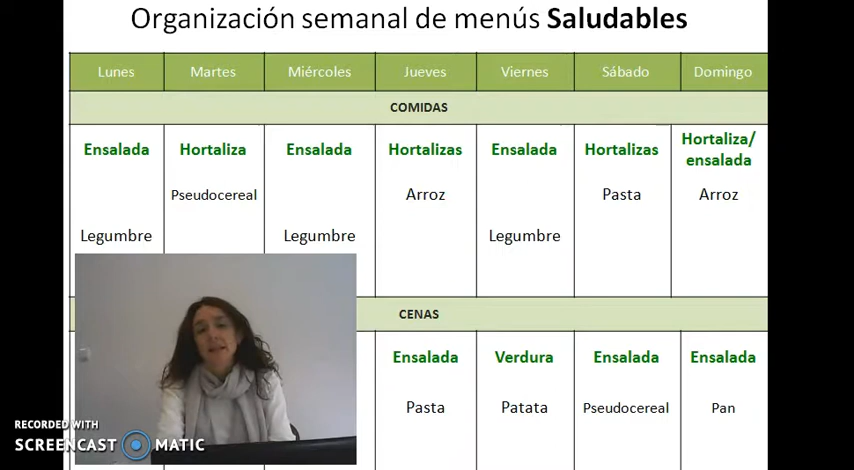 Organización semanal de menús Saludables
Lunes Martes Miércoles Jueves Viernes Sábado Domingo
COMIDAS
Ensalada Hortaliza Ensalada Hortalizas Ensalada Hortalizas Hortaliza/
ensalada
Pseudocereal Arroz Pasta Arroz
Legumbre Legumbre Legumbre
CENAS
Ensalada Verdura Ensalada Ensalada
Pasta Patata Pseudocereal Pan
RECORDED WITH
SCREENCAST MATIC